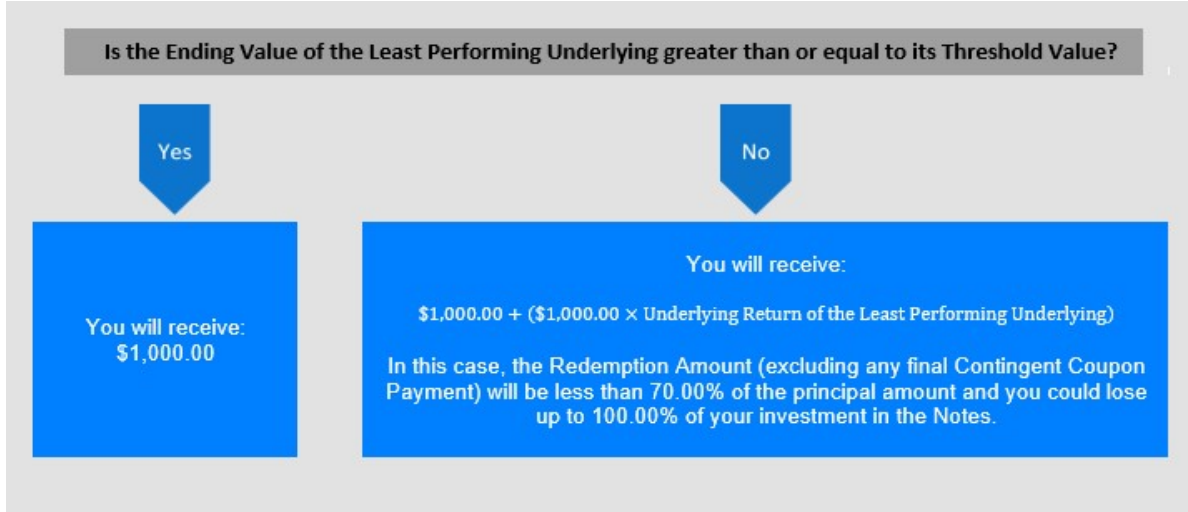 Is the Ending Value of the Least Performing Underlying greater than or equal to its Threshold Value?
Yes
No
You will receive:
$1,000.00
You will receive:
$1,000.00 + ($1,000.00 × Underlying Return of the Least Performing Underlying)
In this case, the Redemption Amount (excluding any final Contingent Coupon
Payment) will be less than 70.00% of the principal amount and you could lose
up to 100.00% of your investment in the Notes.